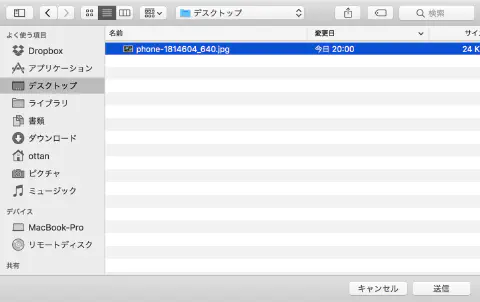 デスクトップ
検索
よく使う項目
名前 変更日 サイ
Dropbox
phone-1814604_640.jpg 今日 20:00 24 K
アプリケーション
デスクトップ
ライブラリ
書類
ダウンロード
ottan
ピクチャ
ミュージック
デバイス
MacBook-Pro
リモートディスク
共有
キャンセル 送信